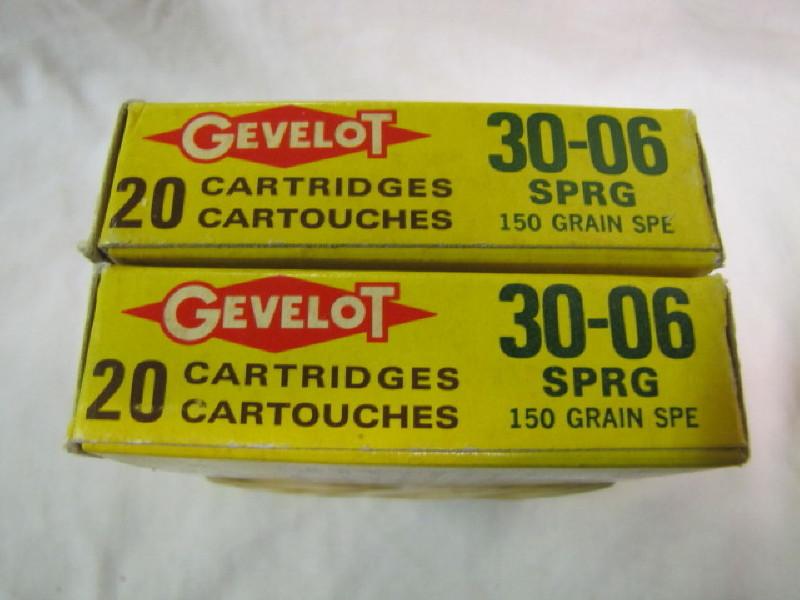 GEVELOT
20 CARTRIDGES
CARTOUCHES
30-06
SPRG
150 GRAIN SPE
GEVELOT
20 CARTRIDGES
CARTOUCHES
30-06
SPRG
150 GRAIN SPE